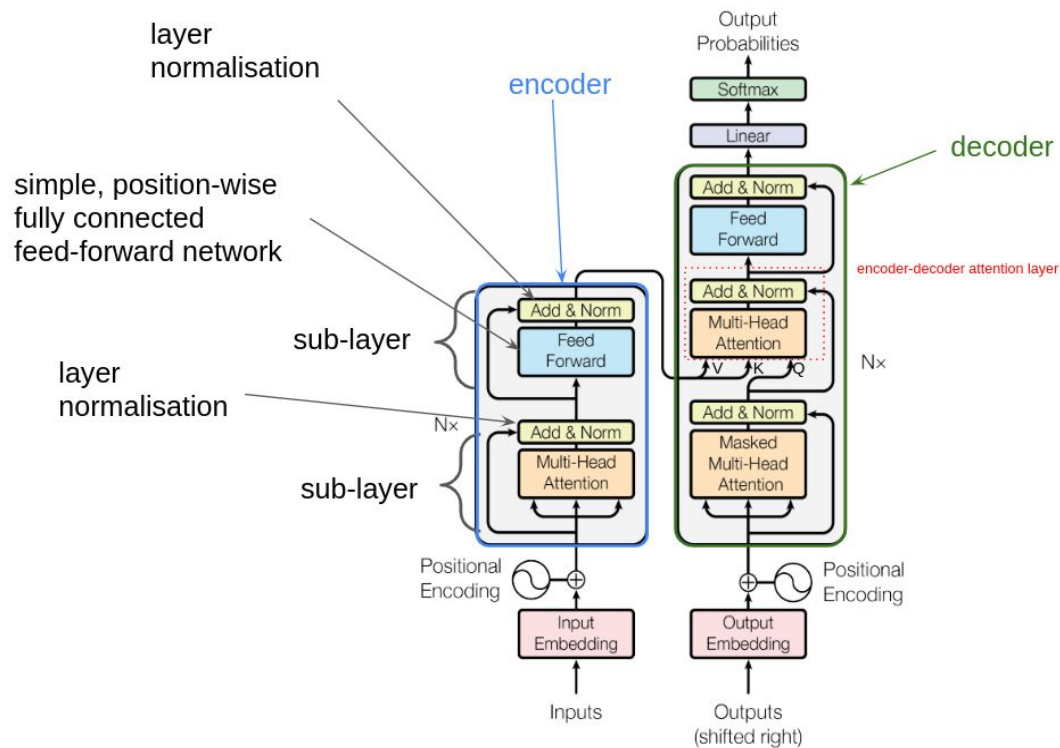 Output
Probabilities
Softmax
Linear
layer
normalisation
encoder
decoder
Add & Norm
Feed
Forward
simple, position-wise
fully connected
feed-forward network
encoder-decoder attention layer
Add & Norm
Multi-Head
Attention
V K Q
Nx
Add & Norm
Feed
Forward
sub-layer
layer
normalisation
Nx
Add & Norm
Multi-Head
Attention
sub-layer
Add & Norm
Masked
Multi-Head
Attention
Positional
Encoding
Positional
Encoding
Input
Embedding
Output
Embedding
Inputs
Outputs
(shifted right)